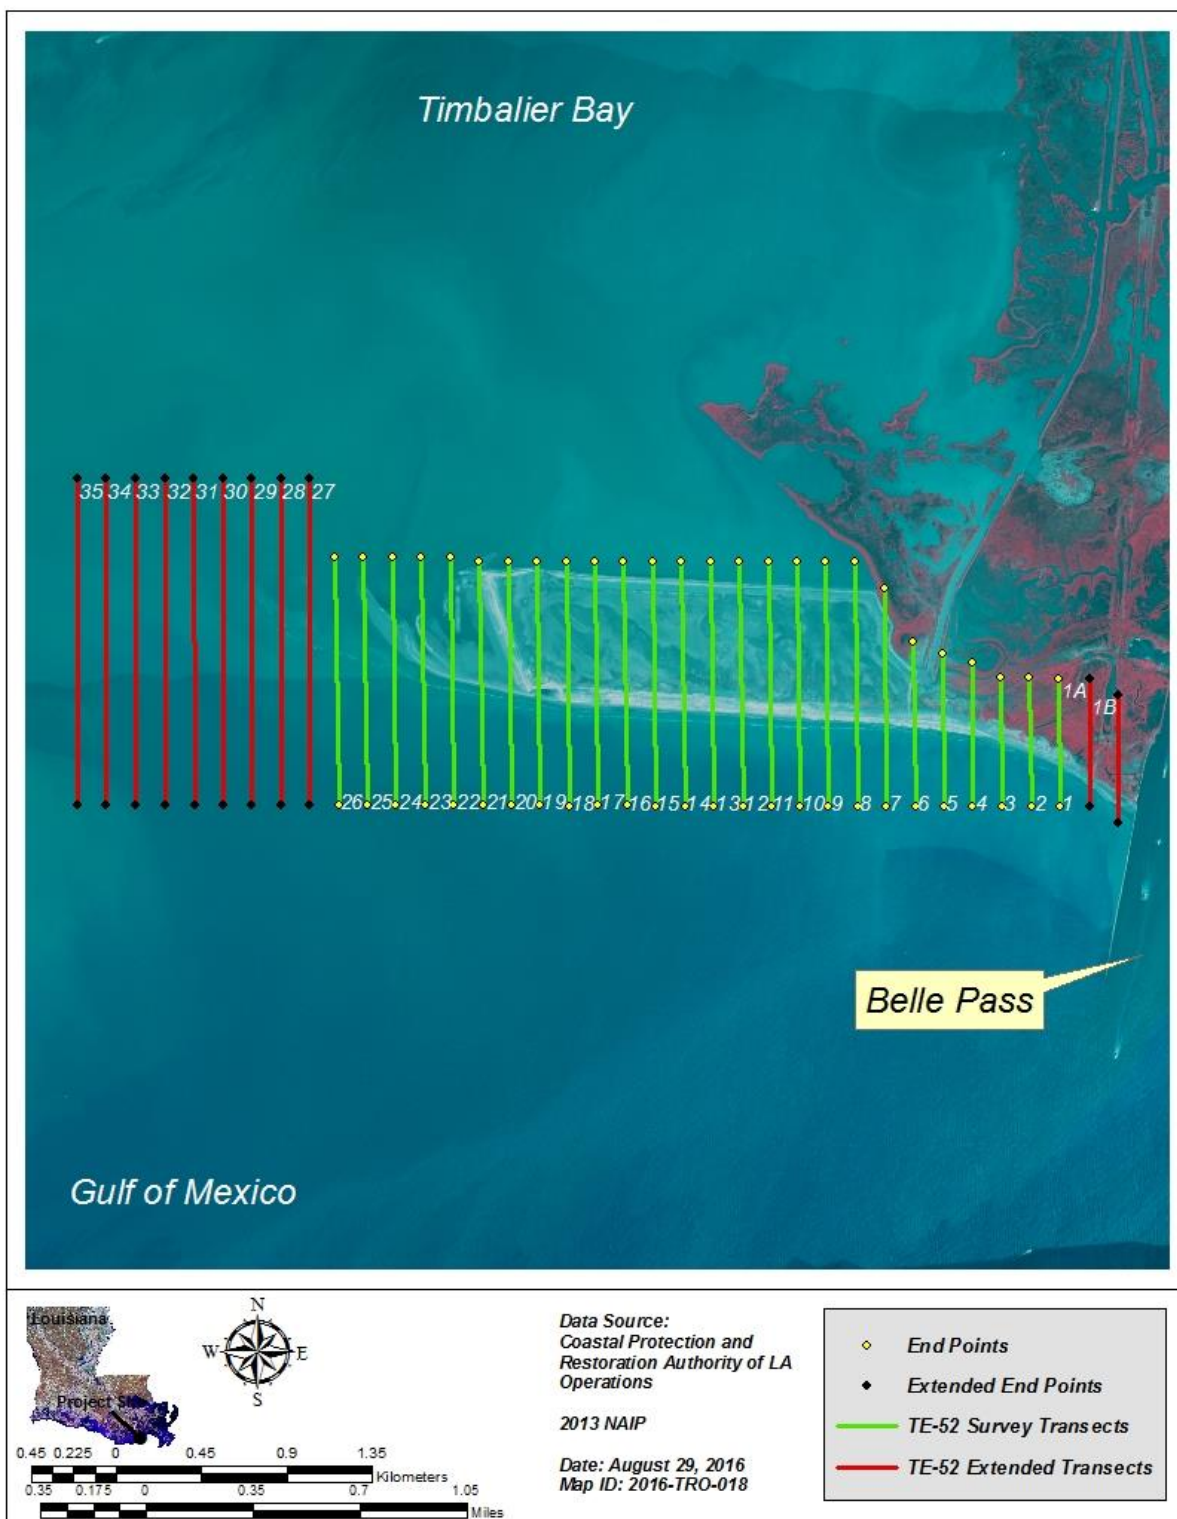 Timbalier Bay
35 34 33 32 31 30 29 28 27
1A
1B
26 25 24 23 22 21 20 19 18 17 16 15 14 13 12 11 10 9 8 7 6 5 4 3 2 1
Belle Pass
Gulf of Mexico
Louisiana
Project Site
N
W E
S
0.45 0.225 0 0.45 0.9 1.35
Kilometers
0.35 0.175 0 0.35 0.7 1.05
Miles
Data Source:
Coastal Protection and
Restoration Authority of LA
Operations
2013 NAIP
Date: August 29, 2016
Map ID: 2016-TRO-018
End Points
Extended End Points
TE-52 Survey Transects
TE-52 Extended Transects